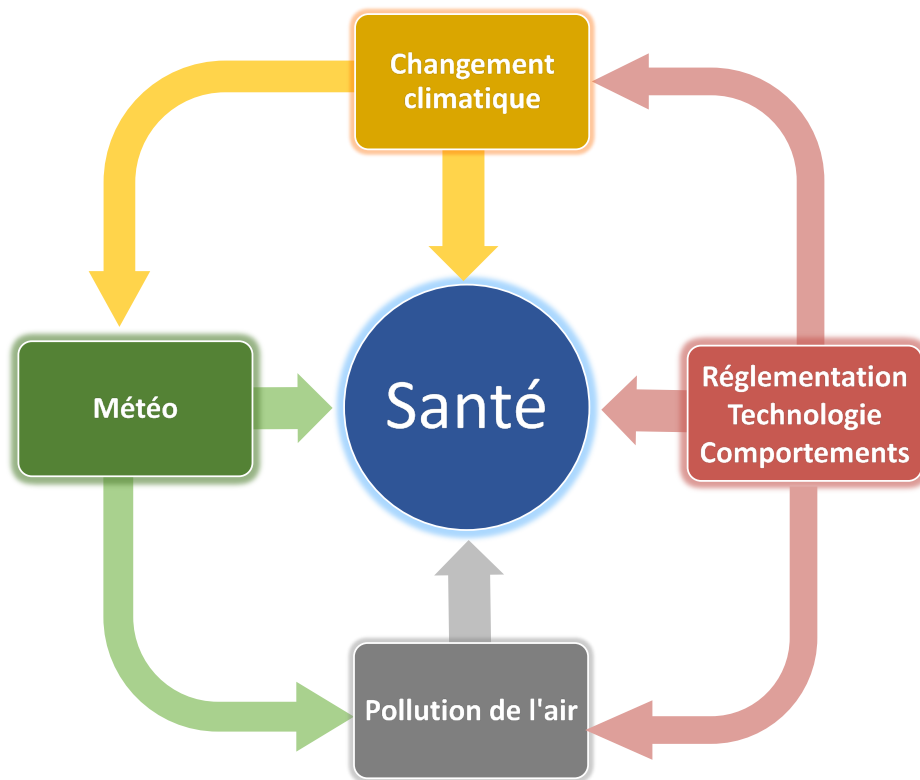 Changement
climatique
Météo
Santé
Réglementation
Technologie
Comportements
Pollution de l'air